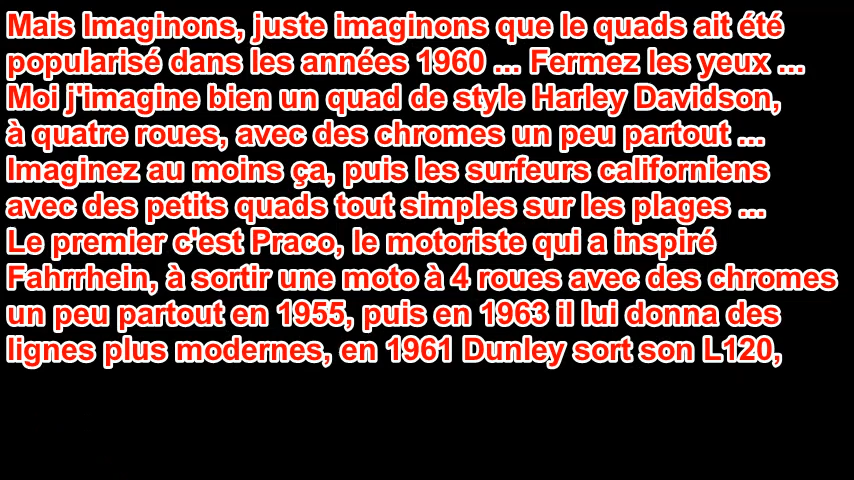 Mais Imaginons, juste imaginons que le quads ait été
popularisé dans les années 1960 ... Fermez les yeux ...
Moi j'imagine bien un quad de style Harley Davidson,
à quatre roues, avec des chromes un peu partout ...
Imaginez au moins ça, puis les surfeurs californiens
avec des petits quads tout simples sur les plages ...
Le premier c'est Praco, le motoriste qui a inspiré
Fahrrhein, à sortir une moto à 4 roues avec des chromes
un peu partout en 1955, puis en 1963 il lui donna des
lignes plus modernes, en 1961 Dunley sort son L120,